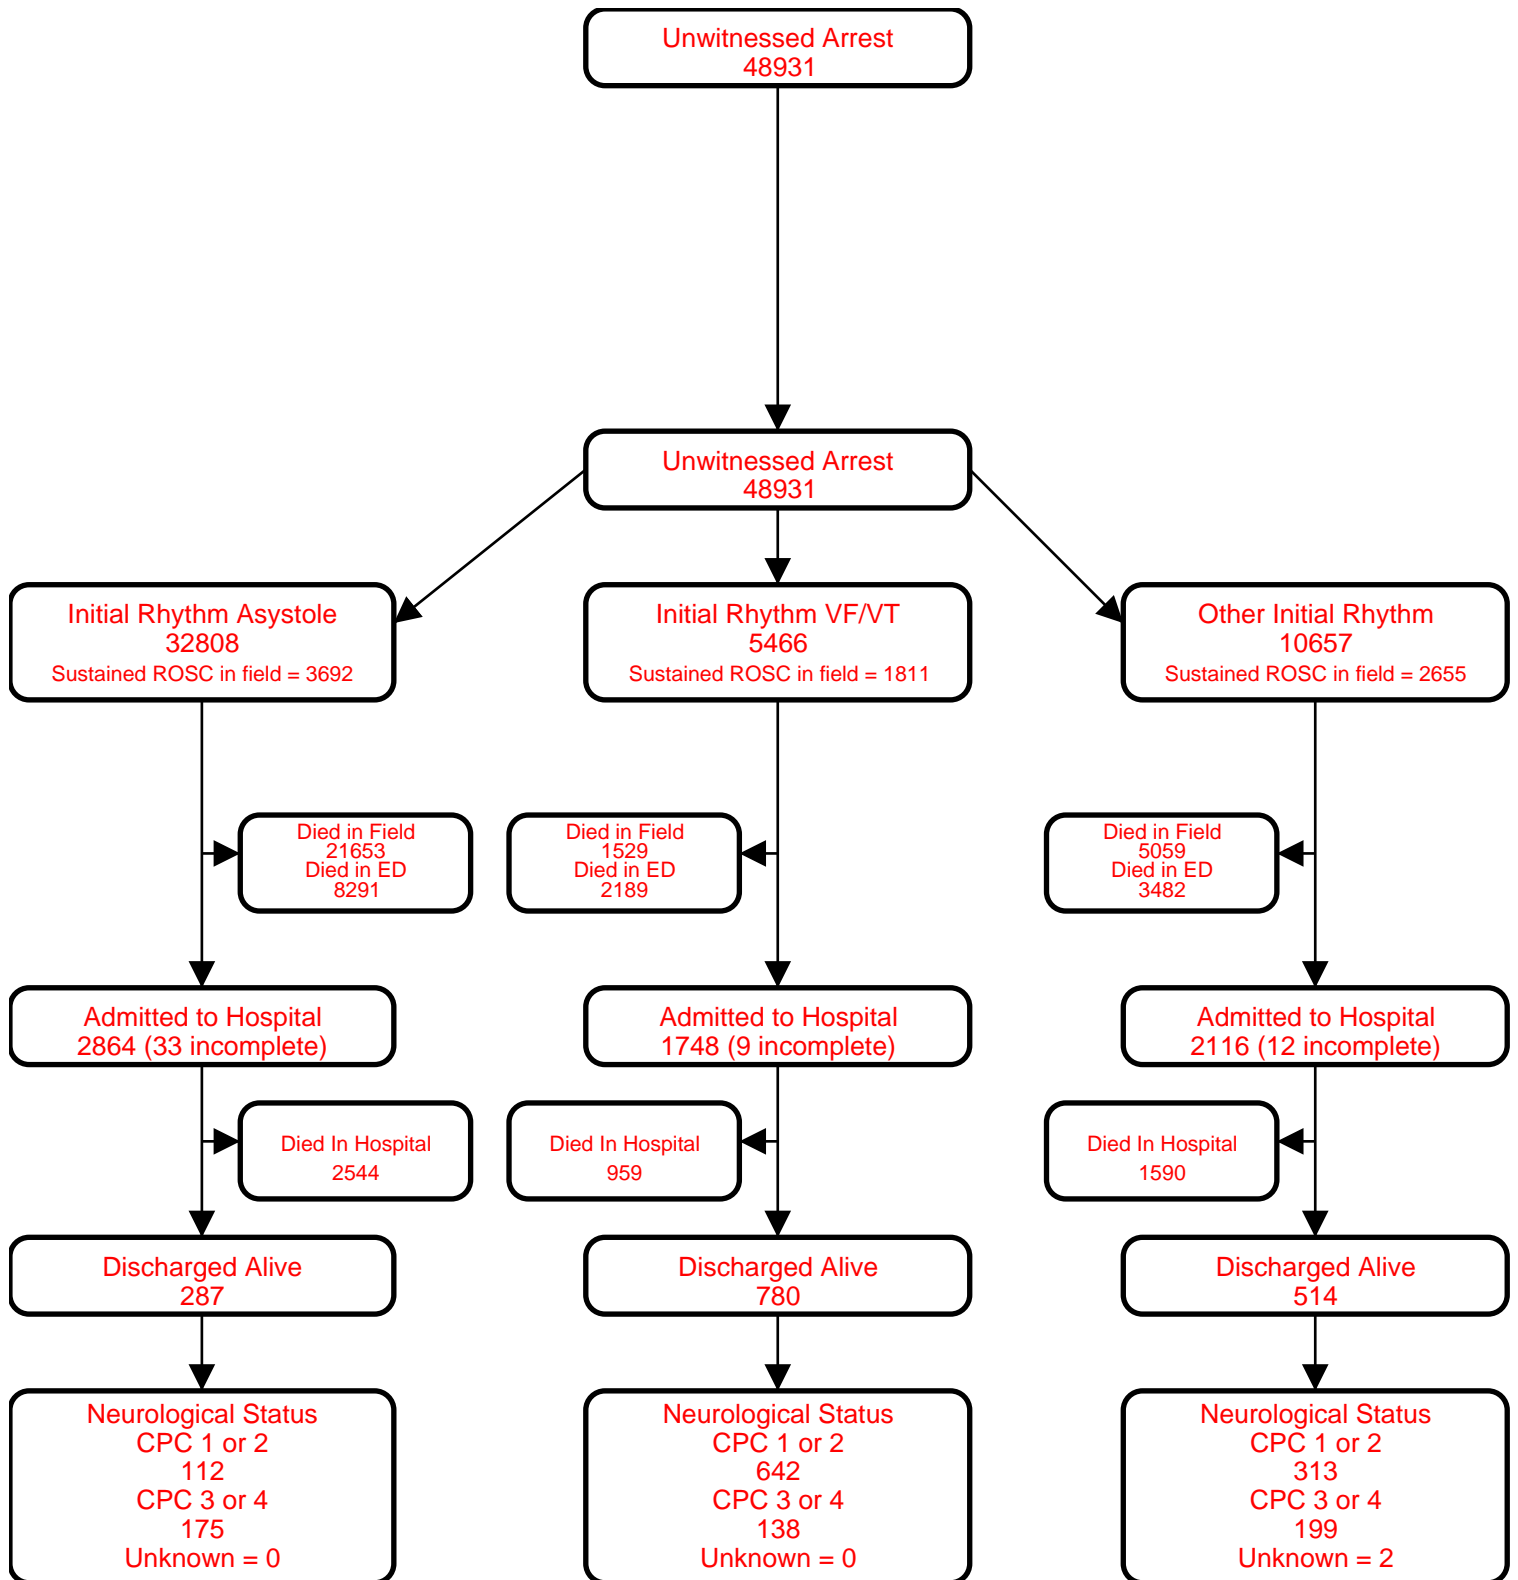 Unwitnessed Arrest
48931
Unwitnessed Arrest
48931
Initial Rhythm Asystole
32808
Sustained ROSC in field = 3692
Initial Rhythm VF/VT
5466
Sustained ROSC in field = 1811
Other Initial Rhythm
10657
Sustained ROSC in field = 2655
Died in Field
21653
Died in ED
8291
Died in Field
1529
Died in ED
2189
Died in Field
5059
Died in ED
3482
Admitted to Hospital
2864 (33 incomplete)
Admitted to Hospital
1748 (9 incomplete)
Admitted to Hospital
2116 (12 incomplete)
Died In Hospital
2544
Died In Hospital
959
Died In Hospital
1590
Discharged Alive
287
Discharged Alive
780
Discharged Alive
514
Neurological Status
CPC 1 or 2
112
CPC 3 or 4
175
Unknown = 0
Neurological Status
CPC 1 or 2
642
CPC 3 or 4
138
Unknown = 0
Neurological Status
CPC 1 or 2
313
CPC 3 or 4
199
Unknown = 2